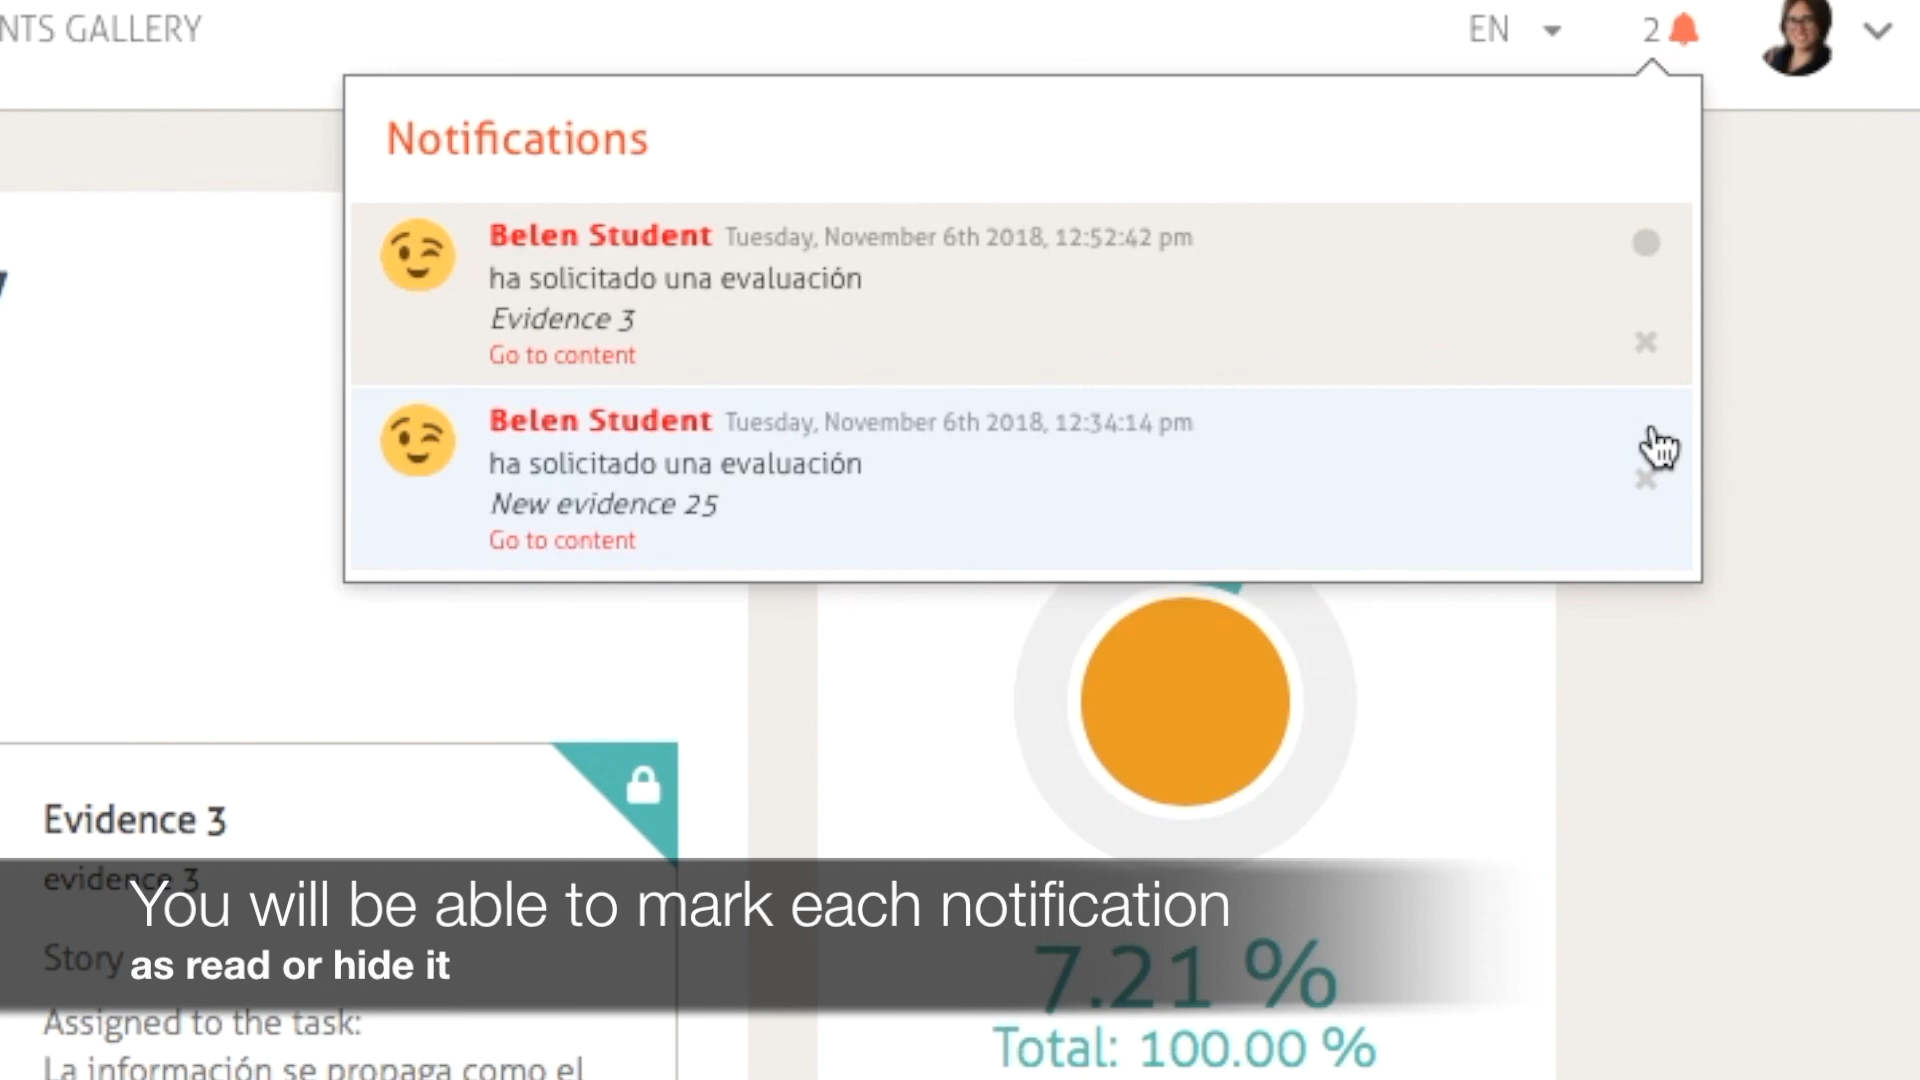 NTS GALLERY
EN
2
Notifications
Belen Student Tuesday, November 6th 2018, 12:52:42 pm
ha solicitado una evaluación
Evidence 3
Go to content
Belen Student Tuesday, November 6th 2018, 12:34:14 pm
ha solicitado una evaluación
New evidence 25
Go to content
Evidence 3
evidence 3
You will be able to mark each notification
as read or hide it
Story
Assigned to the task:
La información se propaga como el
7.21 %
Total: 100.00 %